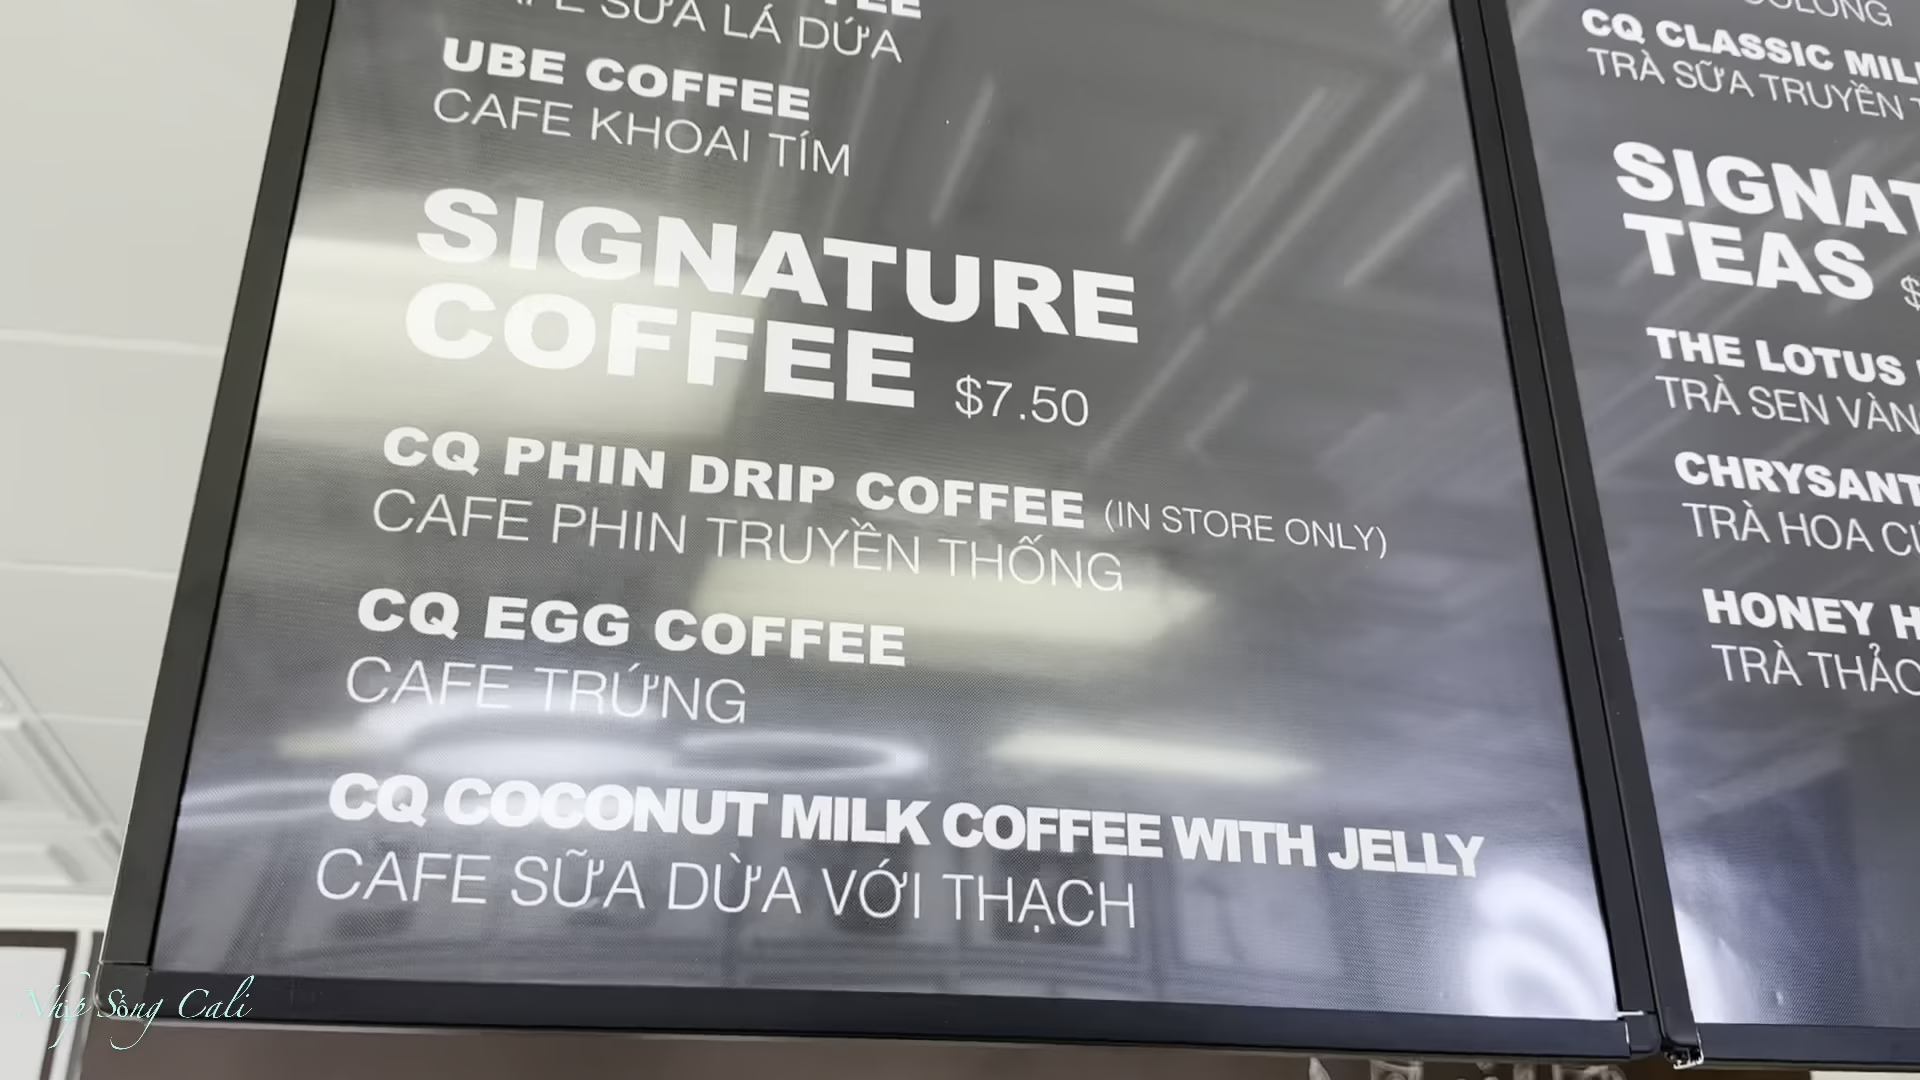 CAFE SỮA LÁ DỨA
UBE COFFEE
CAFE KHOAI TÍM
SIGNATURE
COFFEE $7.50
CQ PHIN DRIP COFFEE (IN STORE ONLY)
CAFE PHIN TRUYỀN THỐNG
CQ EGG COFFEE
CAFE TRỨNG
CQ COCONUT MILK COFFEE WITH JELLY
CAFE SỮA DỪA VỚI THẠCH
CQ CLASSIC
TRÀ SỮA TRUYỀN
TEAS
THE LOTUS
TRÀ SEN VÀNG
TRÀ HOA
HONEY
TRÀ
Nhịp Sống Cali